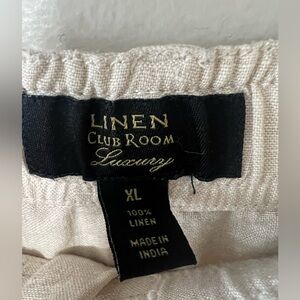 LINEN
CLUB ROOM
Luxury
XL
100%
LINEN
MADE IN
INDIA